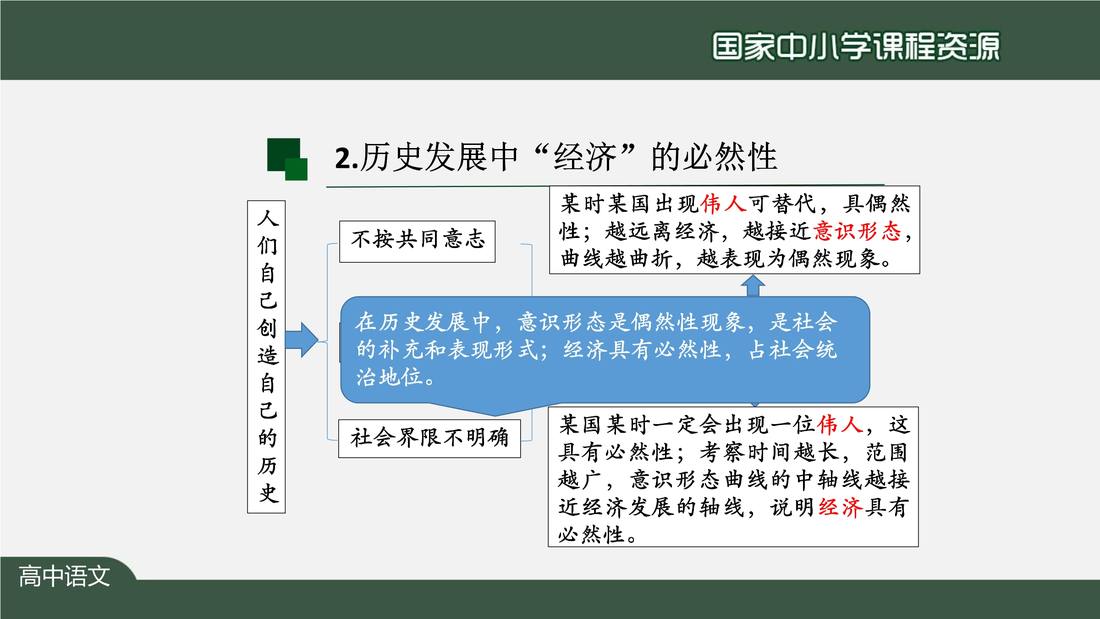 国家中小学课程资源
2.历史发展中“经济”的必然性
人们自己创造自己的历史
不按共同意志
社会界限不明确
某时某国出现伟人可替代，具偶然
性；越远离经济，越接近意识形态，
曲线越曲折，越表现为偶然现象。
在历史发展中，意识形态是偶然性现象，是社会
的补充和表现形式；经济具有必然性，占社会统
治地位。
某国某时一定会出现一位伟人，这
具有必然性；考察时间越长，范围
越广，意识形态曲线的中轴线越接
近经济发展的轴线，说明经济具有
必然性。
高中语文